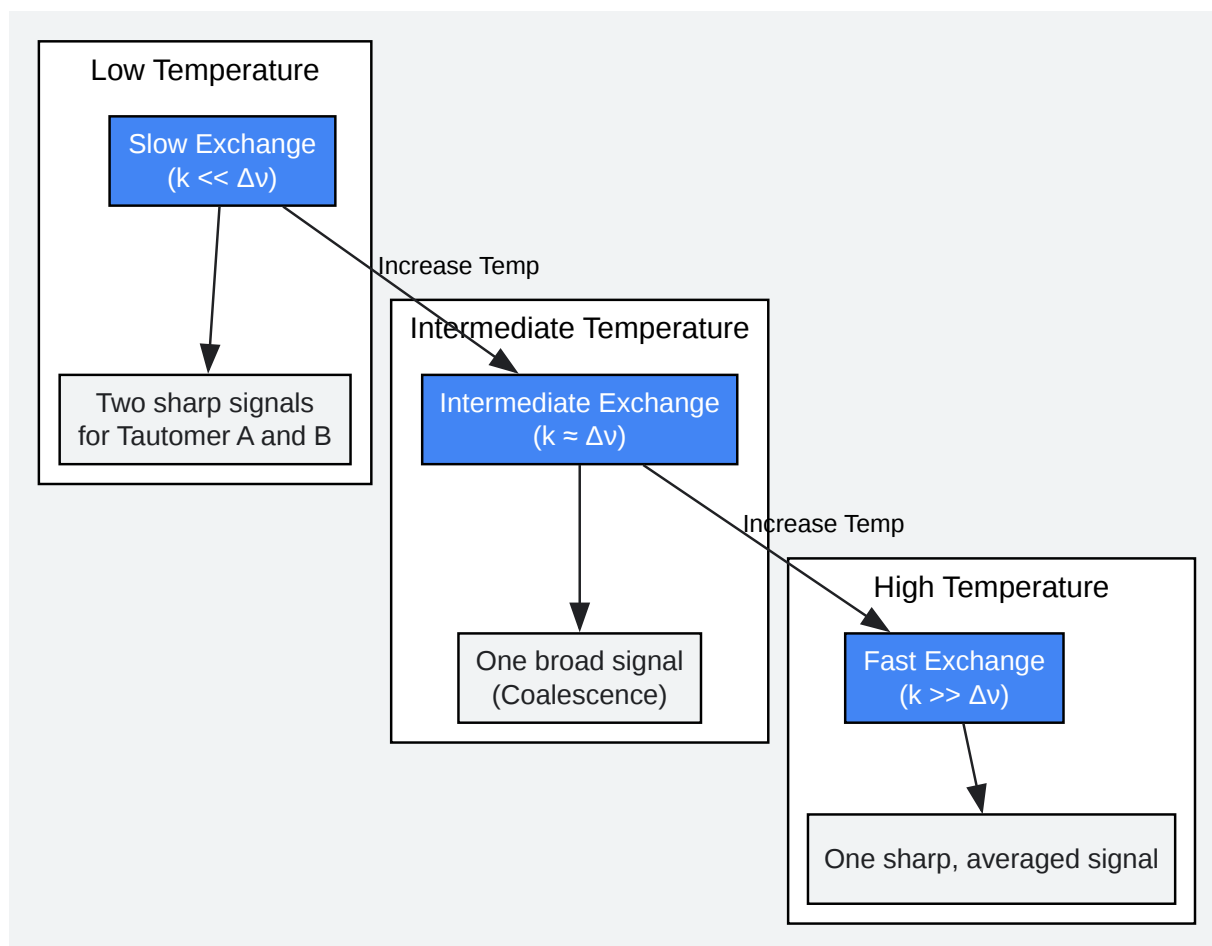 Low Temperature
Slow Exchange
(k << Δν)
Increase Temp
Two sharp signals
for Tautomer A and B
Intermediate Temperature
Intermediate Exchange
(k ≈ Δν)
Increase Temp
One broad signal
(Coalescence)
High Temperature
Fast Exchange
(k >> Δν)
One sharp, averaged signal